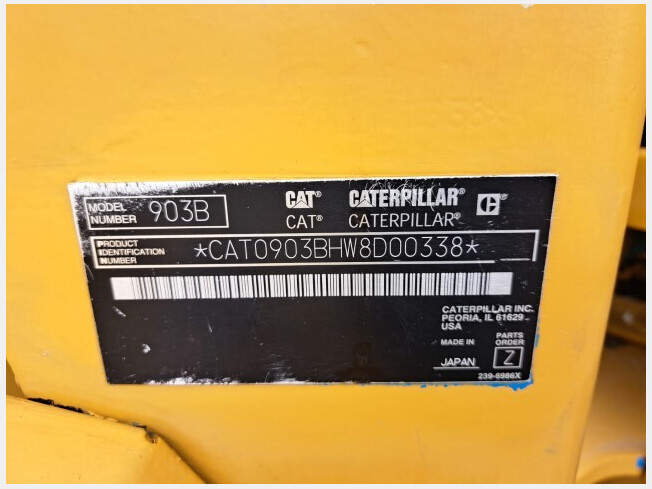 MODEL NUMBER 903B
CAT® CATERPILLAR® C®
CAT® CATERPILLAR®
PRODUCT IDENTIFICATION NUMBER *CAT0903BHW8D00338*
CATERPILLAR INC.
PEORIA, IL 61629
USA
MADE IN JAPAN
PARTS ORDER Z
239-6986X